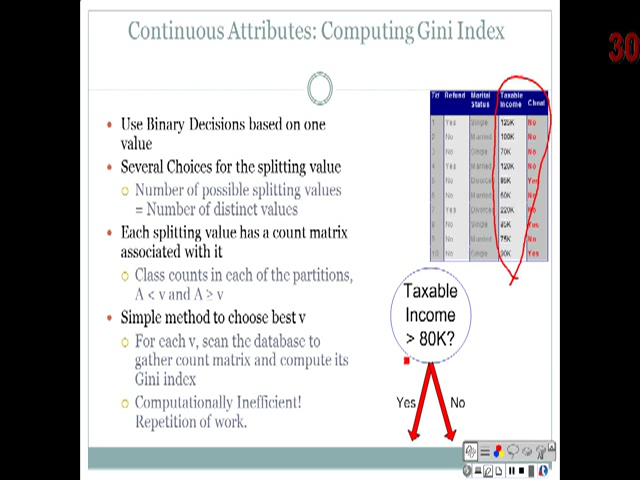 Continuous Attributes: Computing Gini Index
30
• Use Binary Decisions based on one
value
• Several Choices for the splitting value
Number of possible splitting values
= Number of distinct values
• Each splitting value has a count matrix
associated with it
Class counts in each of the partitions,
A < v and A ≥ v
• Simple method to choose best v
For each v, scan the database to
gather count matrix and compute its
Gini index
Computationally Inefficient!
Repetition of work.
Tid Refund Marital Status Taxable Income Cheat
1 Yes Single 125K No
2 No Married 100K No
3 No Single 70K No
4 Yes Married 120K No
5 No Divorced 95K Yes
6 No Married 60K No
7 Yes Divorced 220K No
8 No Single 85K Yes
9 No Married 75K No
10 No Single 90K Yes
Taxable
Income
> 80K?
Yes No